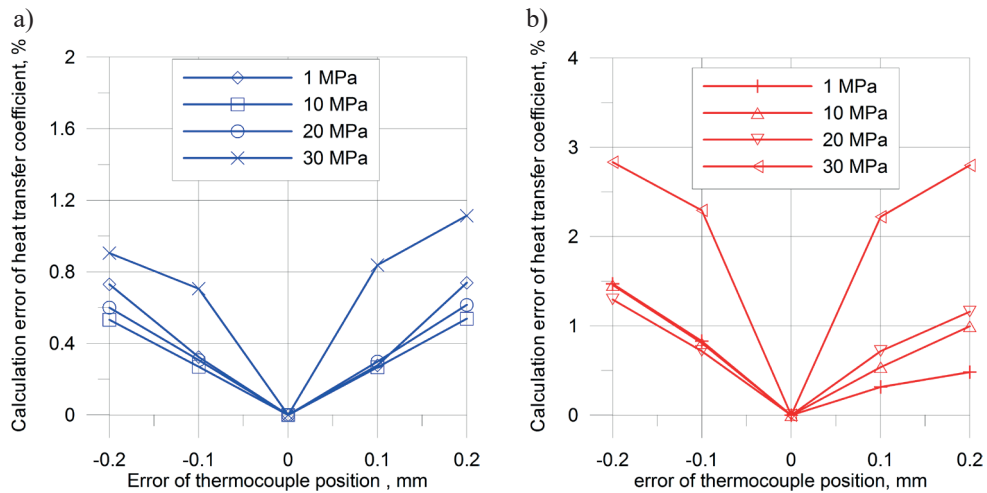 a)
Calculation error of heat transfer coefficient, %
2
1.6
1.2
0.8
0.4
0
1 MPa
10 MPa
20 MPa
30 MPa
-0.2 -0.1 0 0.1 0.2
Error of thermocouple position , mm
b)
Calculation error of heat transfer coefficient, %
4
3
2
1
0
1 MPa
10 MPa
20 MPa
30 MPa
-0.2 -0.1 0 0.1 0.2
error of thermocouple position, mm